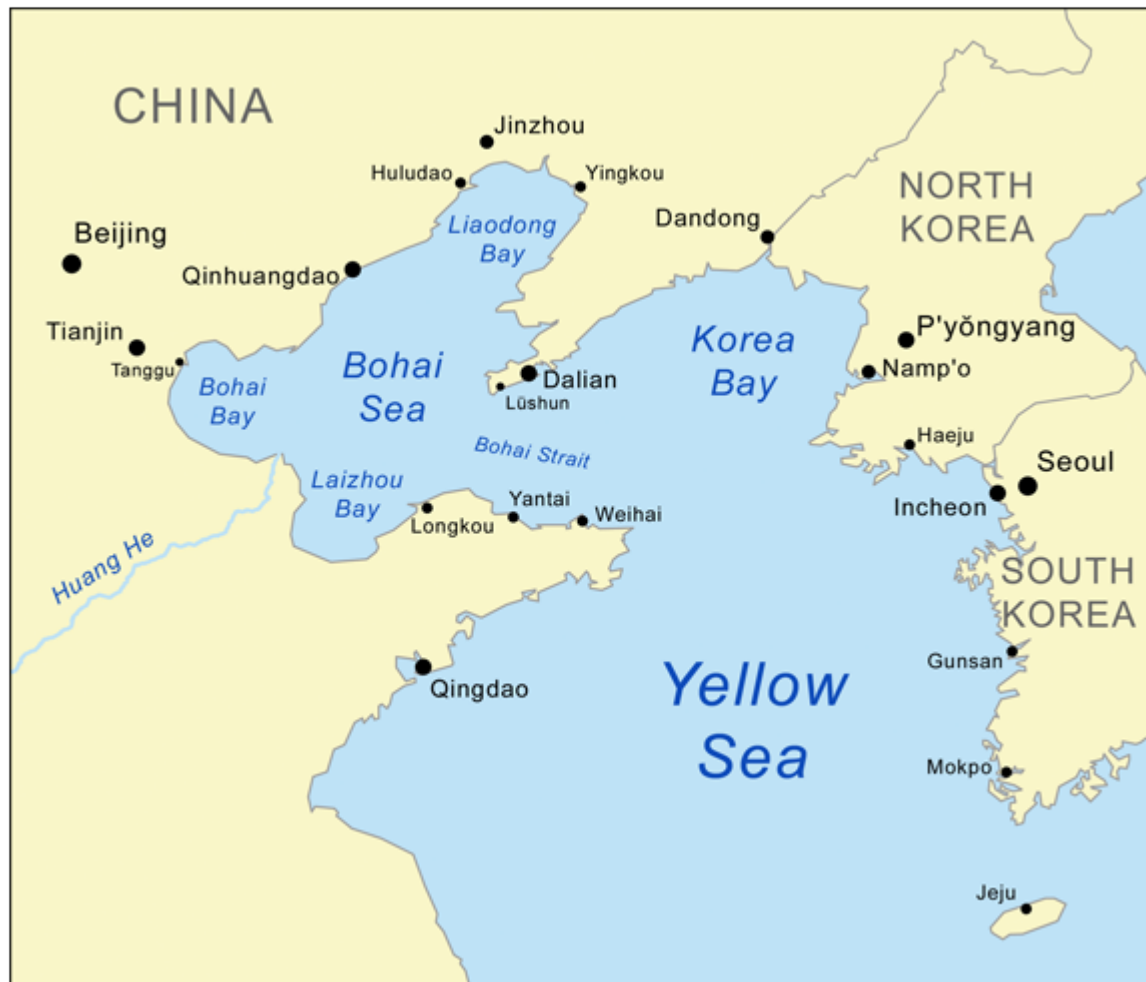 CHINA
Jinzhou
Huludao
Yingkou
NORTH
KOREA
Liaodong
Bay
Dandong
Beijing
Qinhuangdao
Tianjin
Tanggu
Bohai
Bay
Bohai
Sea
Dalian
Lüshun
Korea
Bay
P'yŏngyang
Namp'o
Haeju
Bohai Strait
Seoul
Incheon
Laizhou
Bay
Longkou
Yantai
Weihai
Huang He
SOUTH
KOREA
Gunsan
Qingdao
Yellow
Sea
Mokpo
Jeju